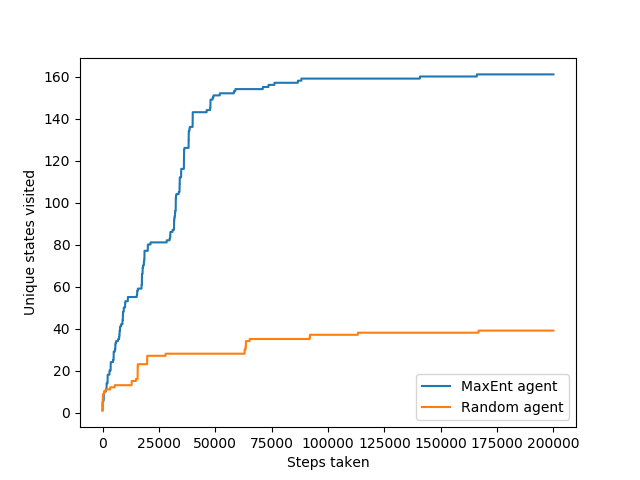 Unique states visited
160
140
120
100
80
60
40
20
0
MaxEnt agent
Random agent
0 25000 50000 75000 100000 125000 150000 175000 200000
Steps taken